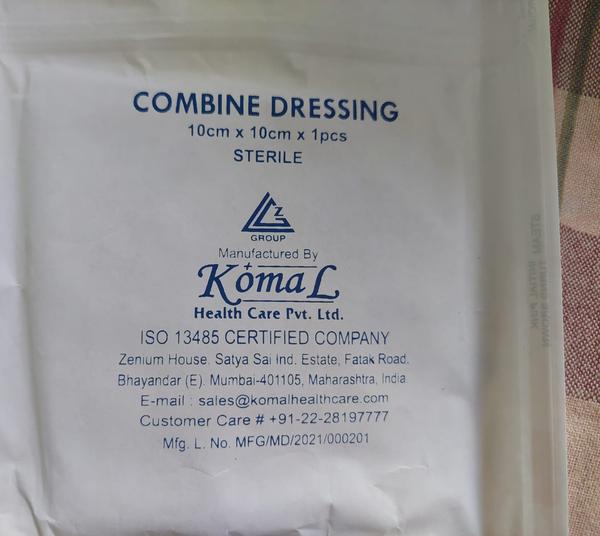 COMBINE DRESSING
10cm x 10cm x 1pcs
STERILE
GROUP
Manufactured By
Komal
Health Care Pvt. Ltd.
ISO 13485 CERTIFIED COMPANY
Zenium House, Satya Sai Ind. Estate, Fatak Road,
Bhayandar (E), Mumbai-401105, Maharashtra, India
E-mail : sales@komalhealthcare.com
Customer Care # +91-22-28197777
Mfg. L. No. MFG/MD/2021/000201